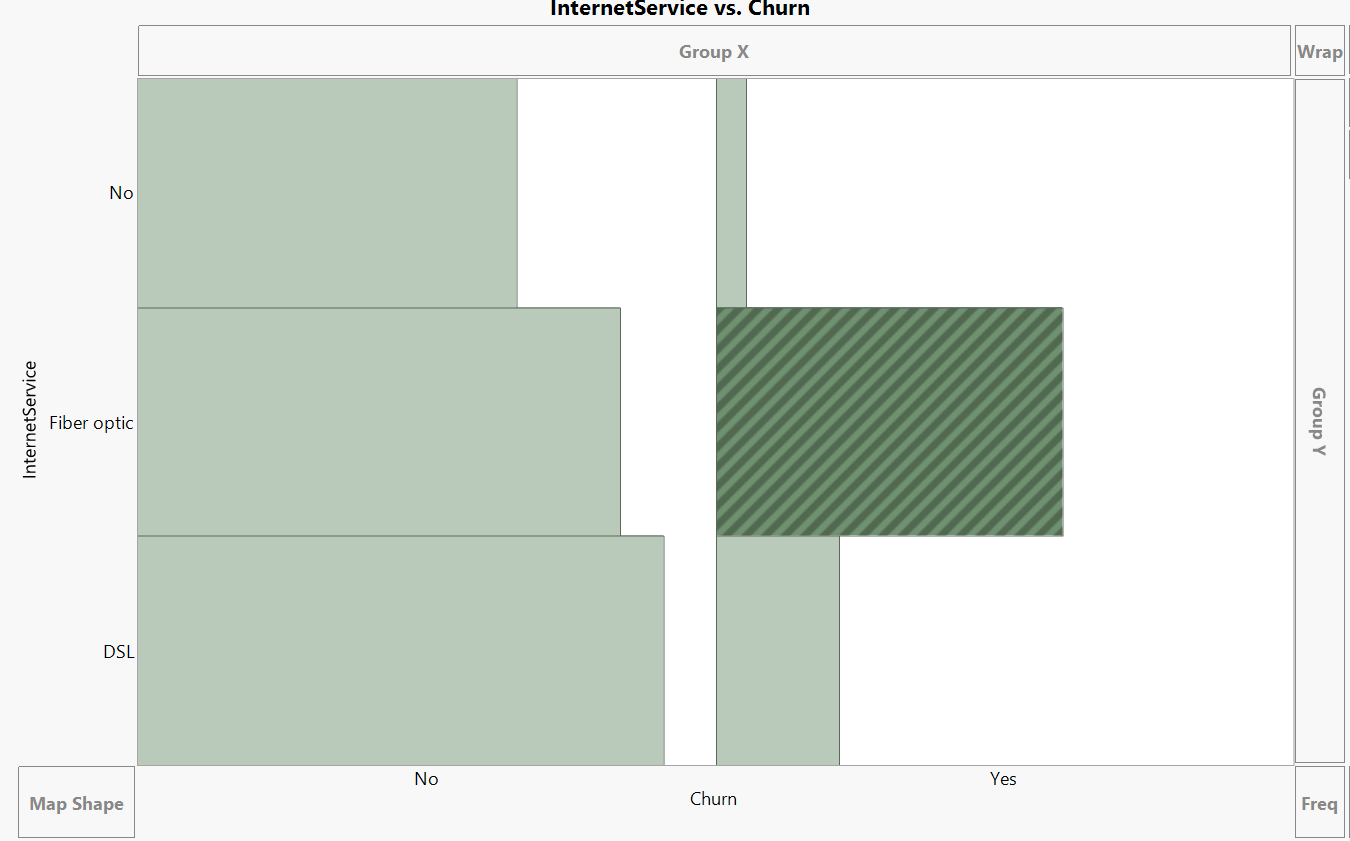 InternetService vs. Churn
Group X
Wrap
No
Fiber optic
DSL
InternetService
Group Y
No
Yes
Churn
Map Shape
Freq